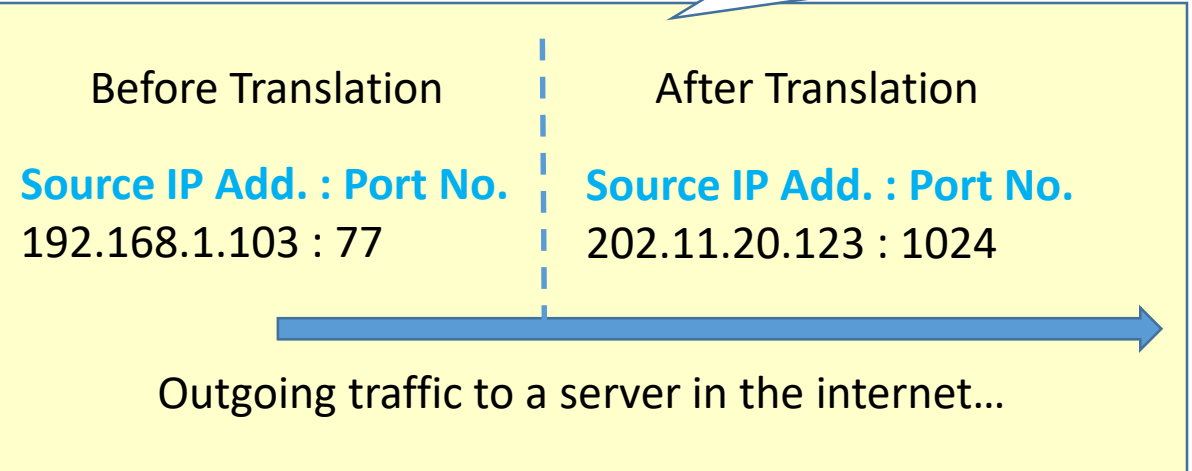 Before Translation
After Translation
Source IP Add. : Port No.
192.168.1.103 : 77
Source IP Add. : Port No.
202.11.20.123 : 1024
Outgoing traffic to a server in the internet…